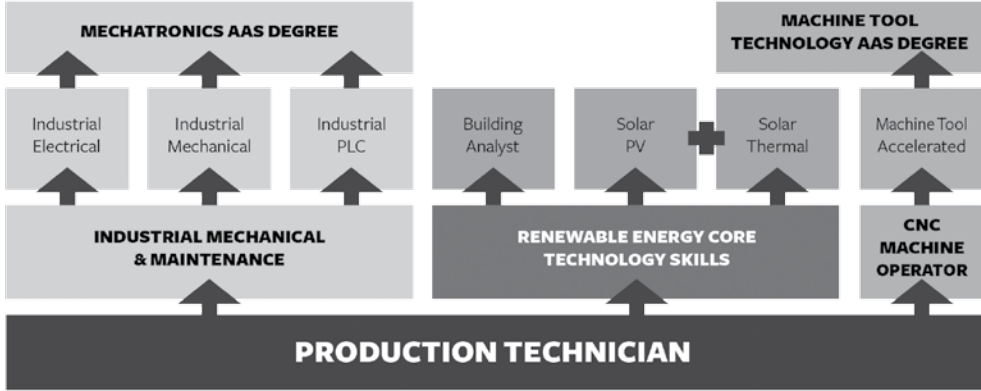 MECHATRONICS AAS DEGREE
MACHINE TOOL
TECHNOLOGY AAS DEGREE
Industrial
Electrical
Industrial
Mechanical
Industrial
PLC
Building
Analyst
Solar
PV
Solar
Thermal
Machine Tool
Accelerated
INDUSTRIAL MECHANICAL
& MAINTENANCE
RENEWABLE ENERGY CORE
TECHNOLOGY SKILLS
CNC
MACHINE
OPERATOR
PRODUCTION TECHNICIAN